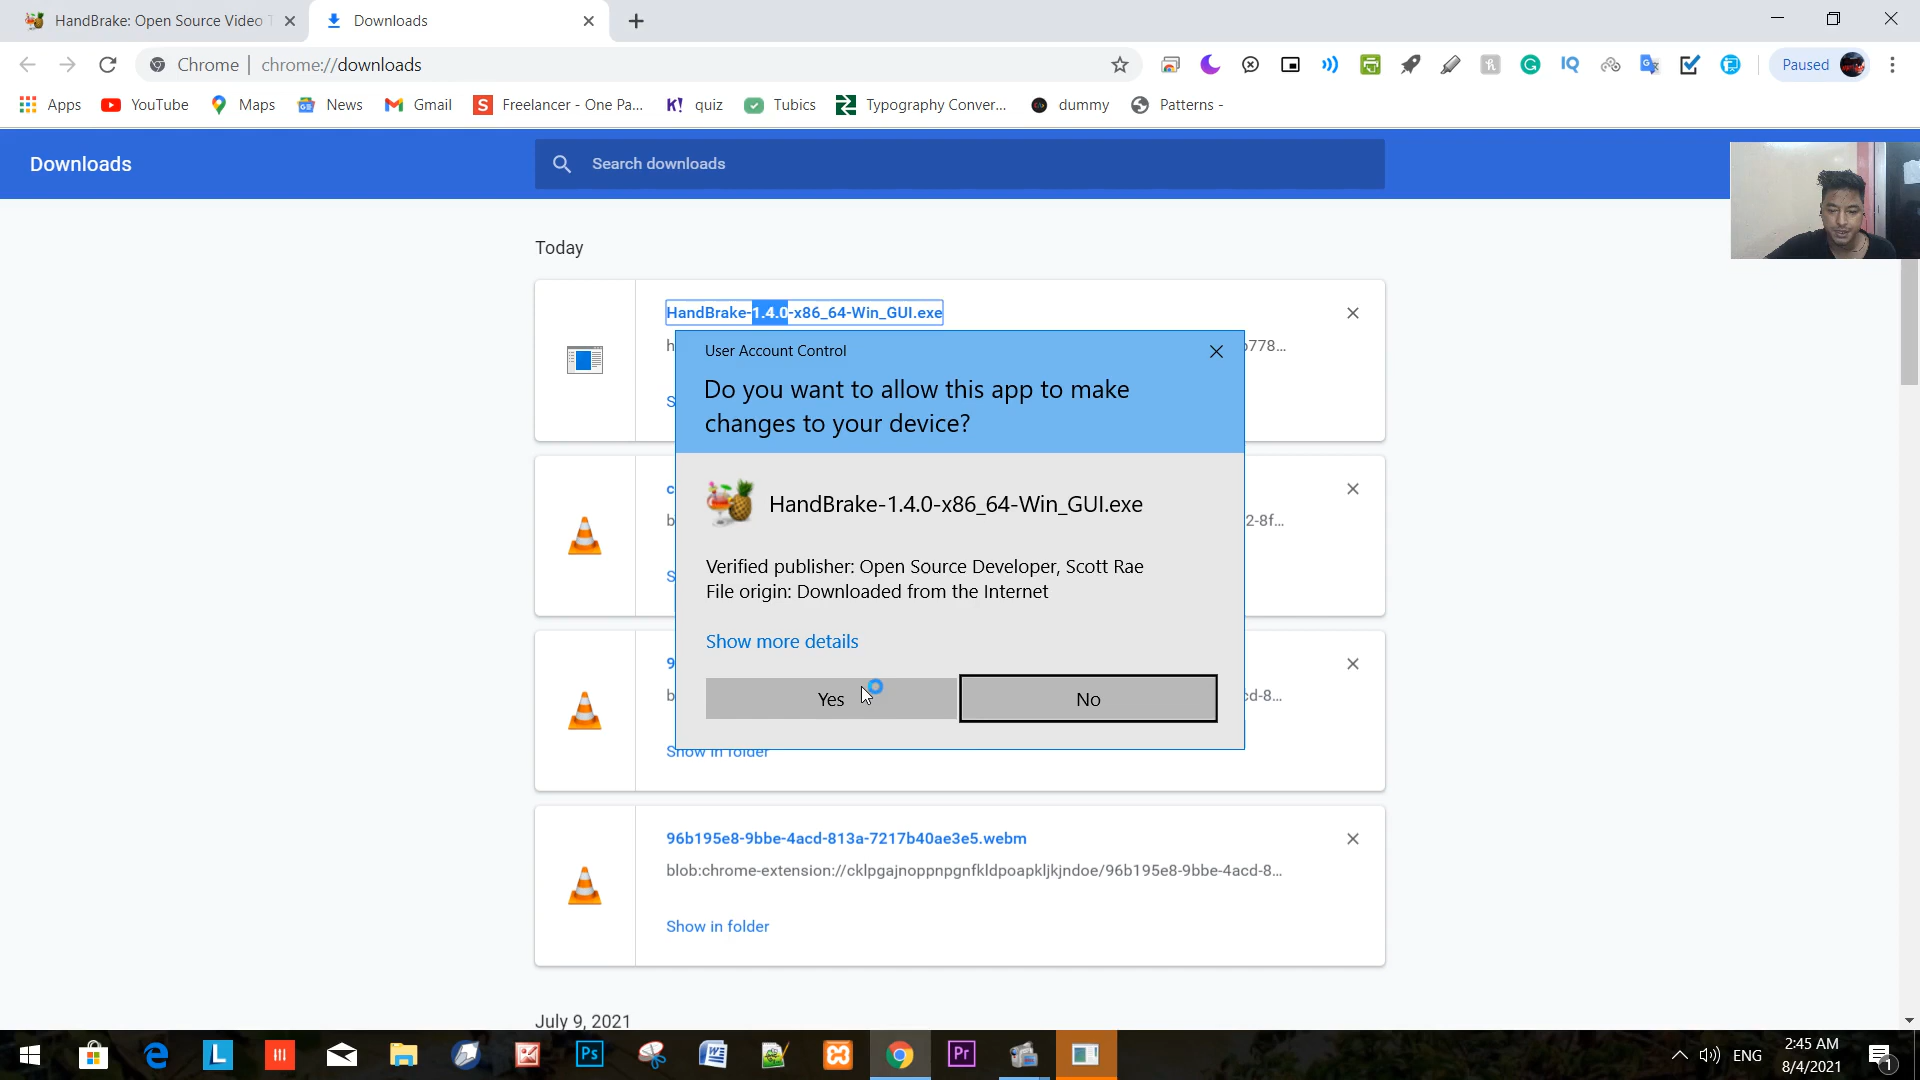 HandBrake: Open Source Video T
Downloads
Chrome | chrome://downloads
Paused
Apps
YouTube
Maps
News
Gmail
Freelancer - One Pa...
quiz
Tubics
Typography Conver...
dummy
Patterns -
Downloads
Search downloads
Today
HandBrake-1.4.0-x86_64-Win_GUI.exe
User Account Control
Do you want to allow this app to make
changes to your device?
HandBrake-1.4.0-x86_64-Win_GUI.exe
Verified publisher: Open Source Developer, Scott Rae
File origin: Downloaded from the Internet
Show more details
Yes
No
Show in folder
96b195e8-9bbe-4acd-813a-7217b40ae3e5.webm
blob:chrome-extension://cklpgajnoppnpgnfkldpoapkljkjndoe/96b195e8-9bbe-4acd-8...
Show in folder
July 9, 2021
ENG
2:45 AM
8/4/2021
1